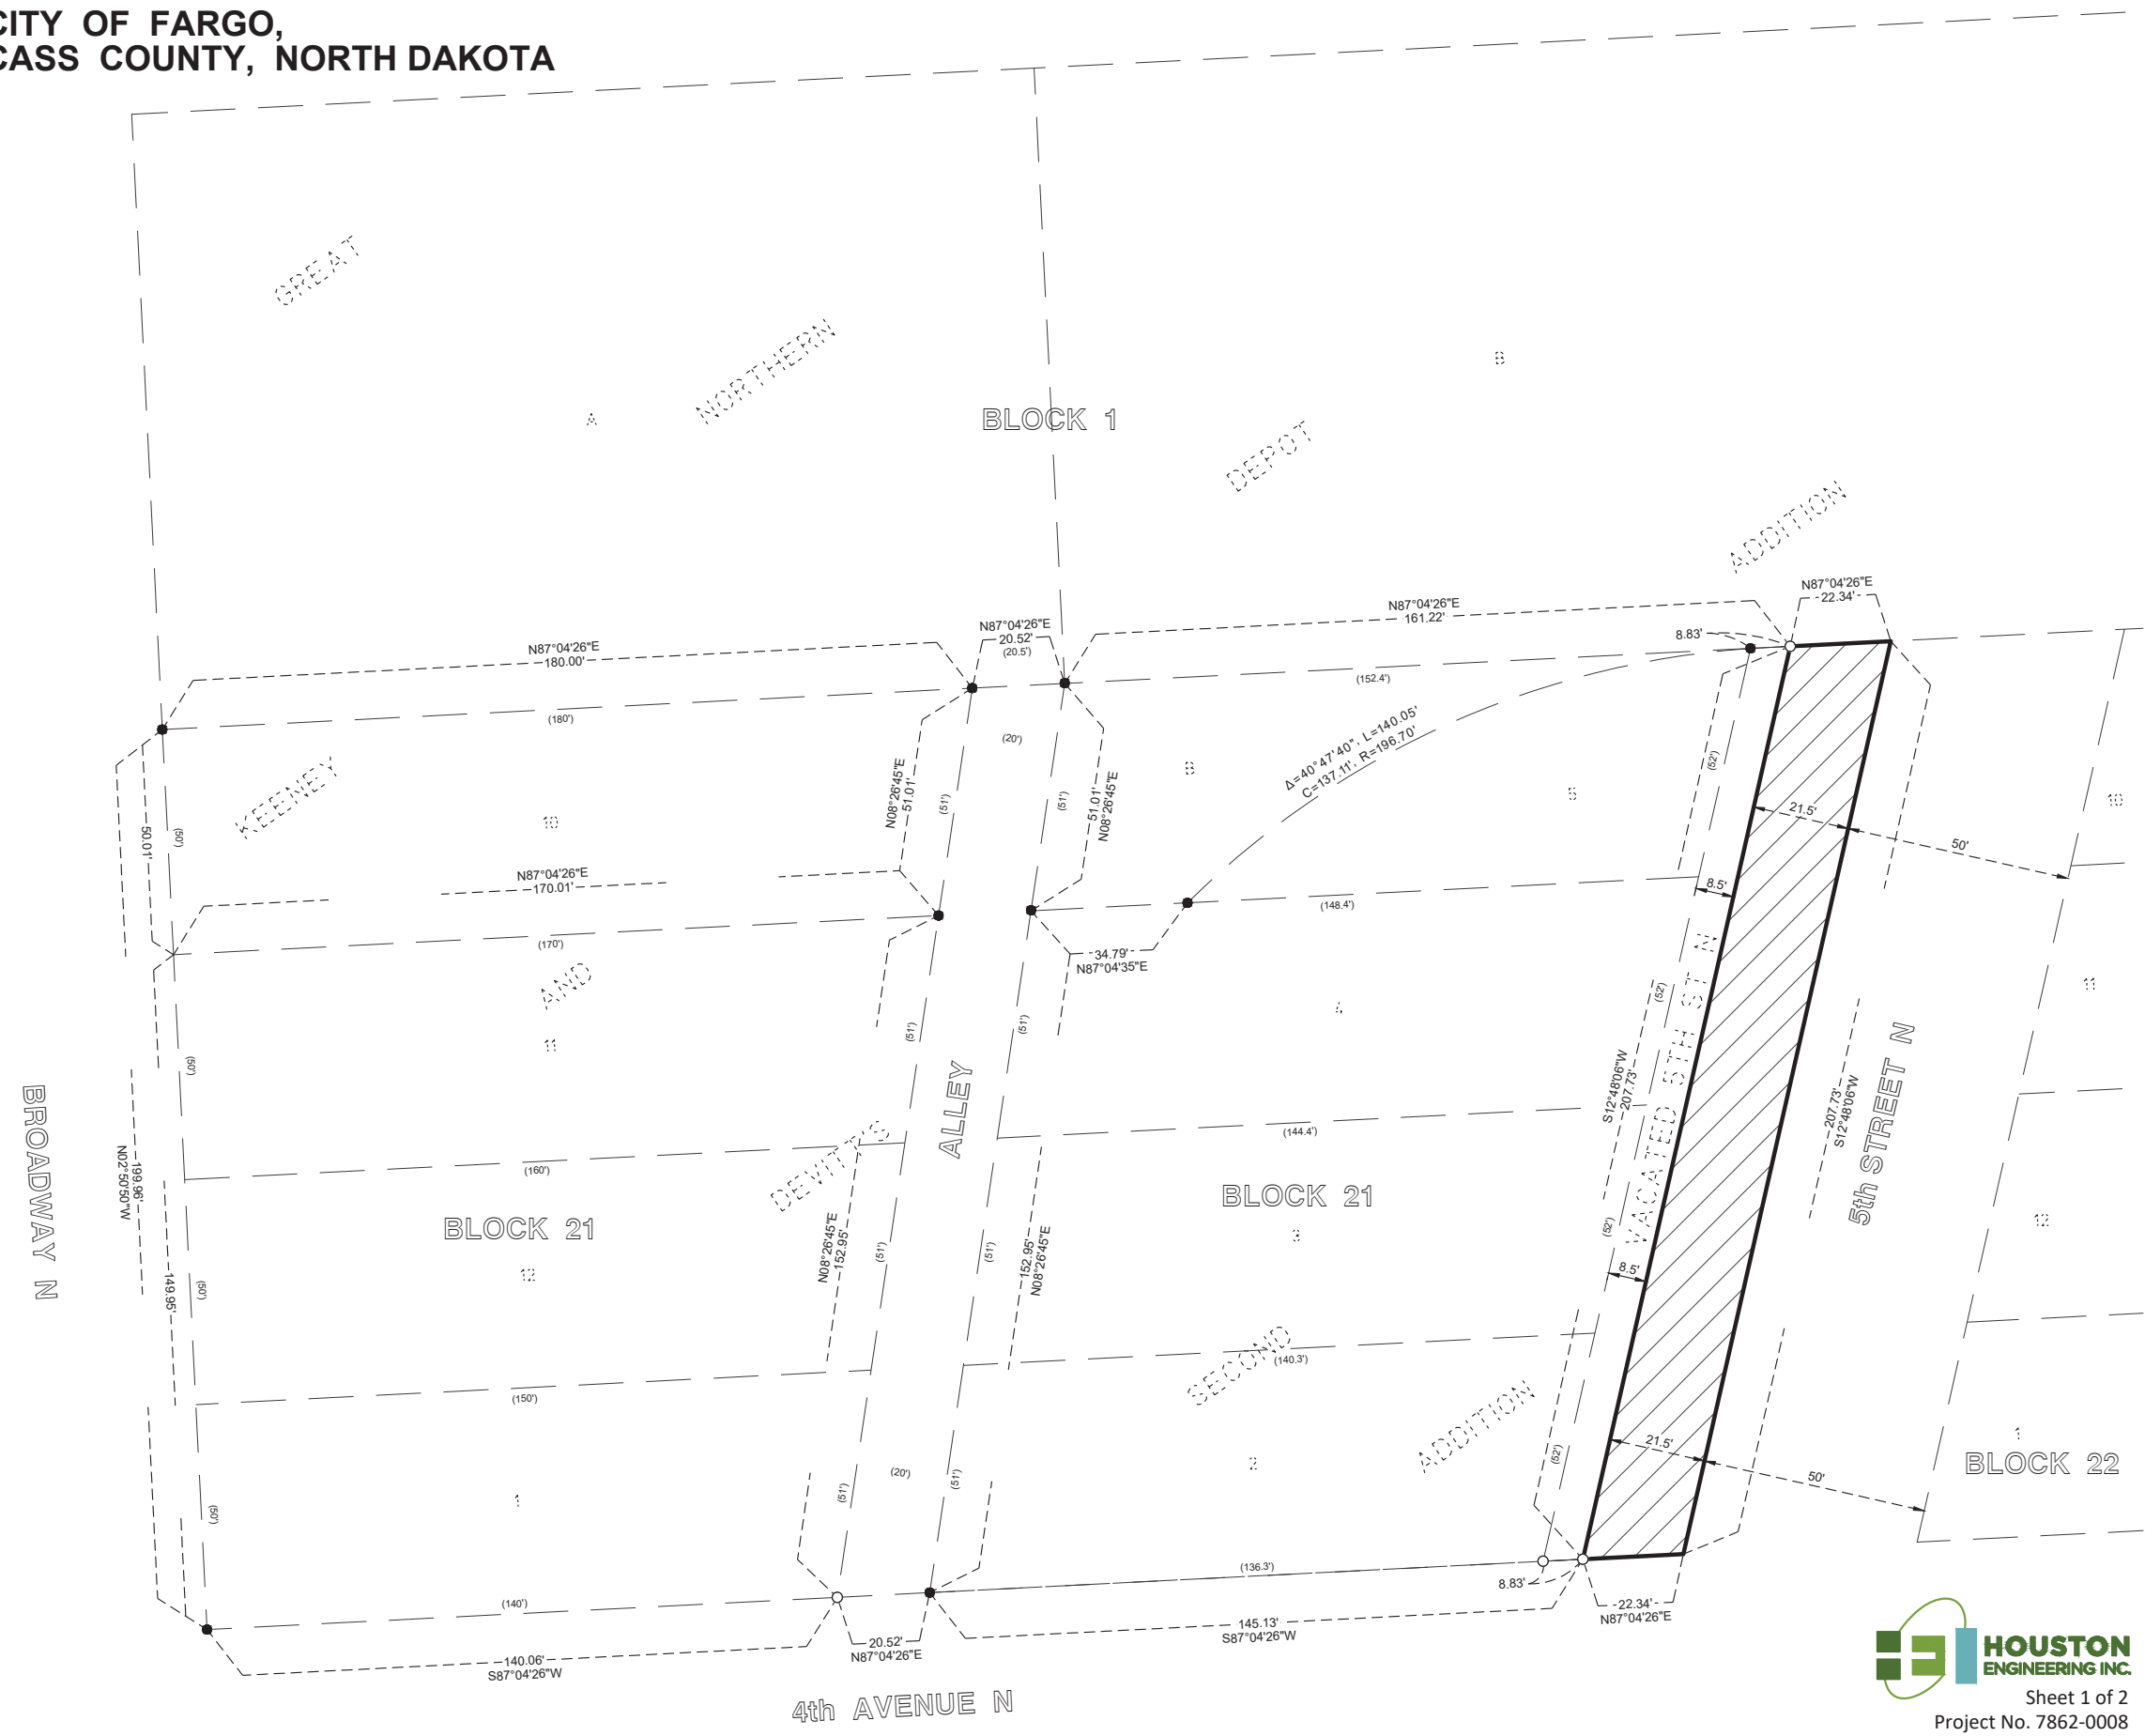 CITY OF FARGO,
CASS COUNTY, NORTH DAKOTA
GREAT
NORTHERN
A
BLOCK 1
B
DEPOT
ADDITION
N87°04'26"E
22.34'
N87°04'26"E
180.00'
N87°04'26"E
20.52'
(20.5')
N87°04'26"E
161.22'
8.83'
(180')
(152.4')
(20')
Δ=40°47'40", L=140.05'
C=137.11', R=196.70'
KENEY
10
B
5
10
50.01'
(50')
N08°26'45"E
51.01'
(51')
(51')
51.01'
N08°26'45"E
(52')
21.5'
50'
8.5'
N87°04'26"E
170.01'
(170')
(148.4')
34.79'
N87°04'35"E
AND
11
4
11
(50')
(51')
(51')
(52')
BROADWAY N
N02°50'50"W
199.96'
149.95'
ALLEY
S12°48'06"W
207.73'
VACATED 5TH ST N
207.73'
S12°48'06"W
5th STREET N
(160')
(144.4')
DEVITT'S
BLOCK 21
12
BLOCK 21
3
12
(50')
N08°26'45"E
152.95'
(51')
(51')
152.95'
N08°26'45"E
(52')
8.5'
(150')
SECOND
(140.3')
ADDITION
1
(50')
(51')
(20')
(51')
2
(52')
21.5'
50'
1
BLOCK 22
(140')
(136.3')
8.83'
22.34'
N87°04'26"E
140.06'
S87°04'26"W
20.52'
N87°04'26"E
145.13'
S87°04'26"W
4th AVENUE N
HOUSTON
ENGINEERING INC.
Sheet 1 of 2
Project No. 7862-0008